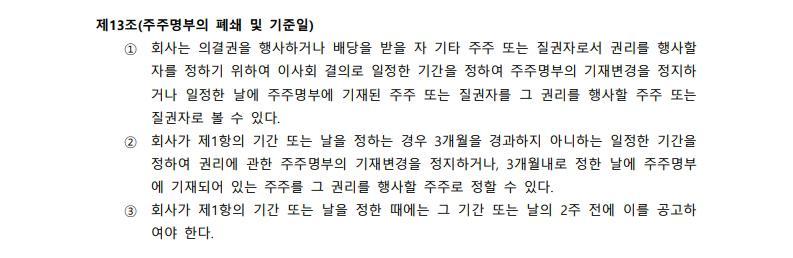 제13조(주주명부의 폐쇄 및 기준일)
① 회사는 의결권을 행사하거나 배당을 받을 자 기타 주주 또는 질권자로서 권리를 행사할
자를 정하기 위하여 이사회 결의로 일정한 기간을 정하여 주주명부의 기재변경을 정지하
거나 일정한 날에 주주명부에 기재된 주주 또는 질권자를 그 권리를 행사할 주주 또는
질권자로 볼 수 있다.
② 회사가 제1항의 기간 또는 날을 정하는 경우 3개월을 경과하지 아니하는 일정한 기간을
정하여 권리에 관한 주주명부의 기재변경을 정지하거나, 3개월내로 정한 날에 주주명부
에 기재되어 있는 주주를 그 권리를 행사할 주주로 정할 수 있다.
③ 회사가 제1항의 기간 또는 날을 정한 때에는 그 기간 또는 날의 2주 전에 이를 공고하
여야 한다.